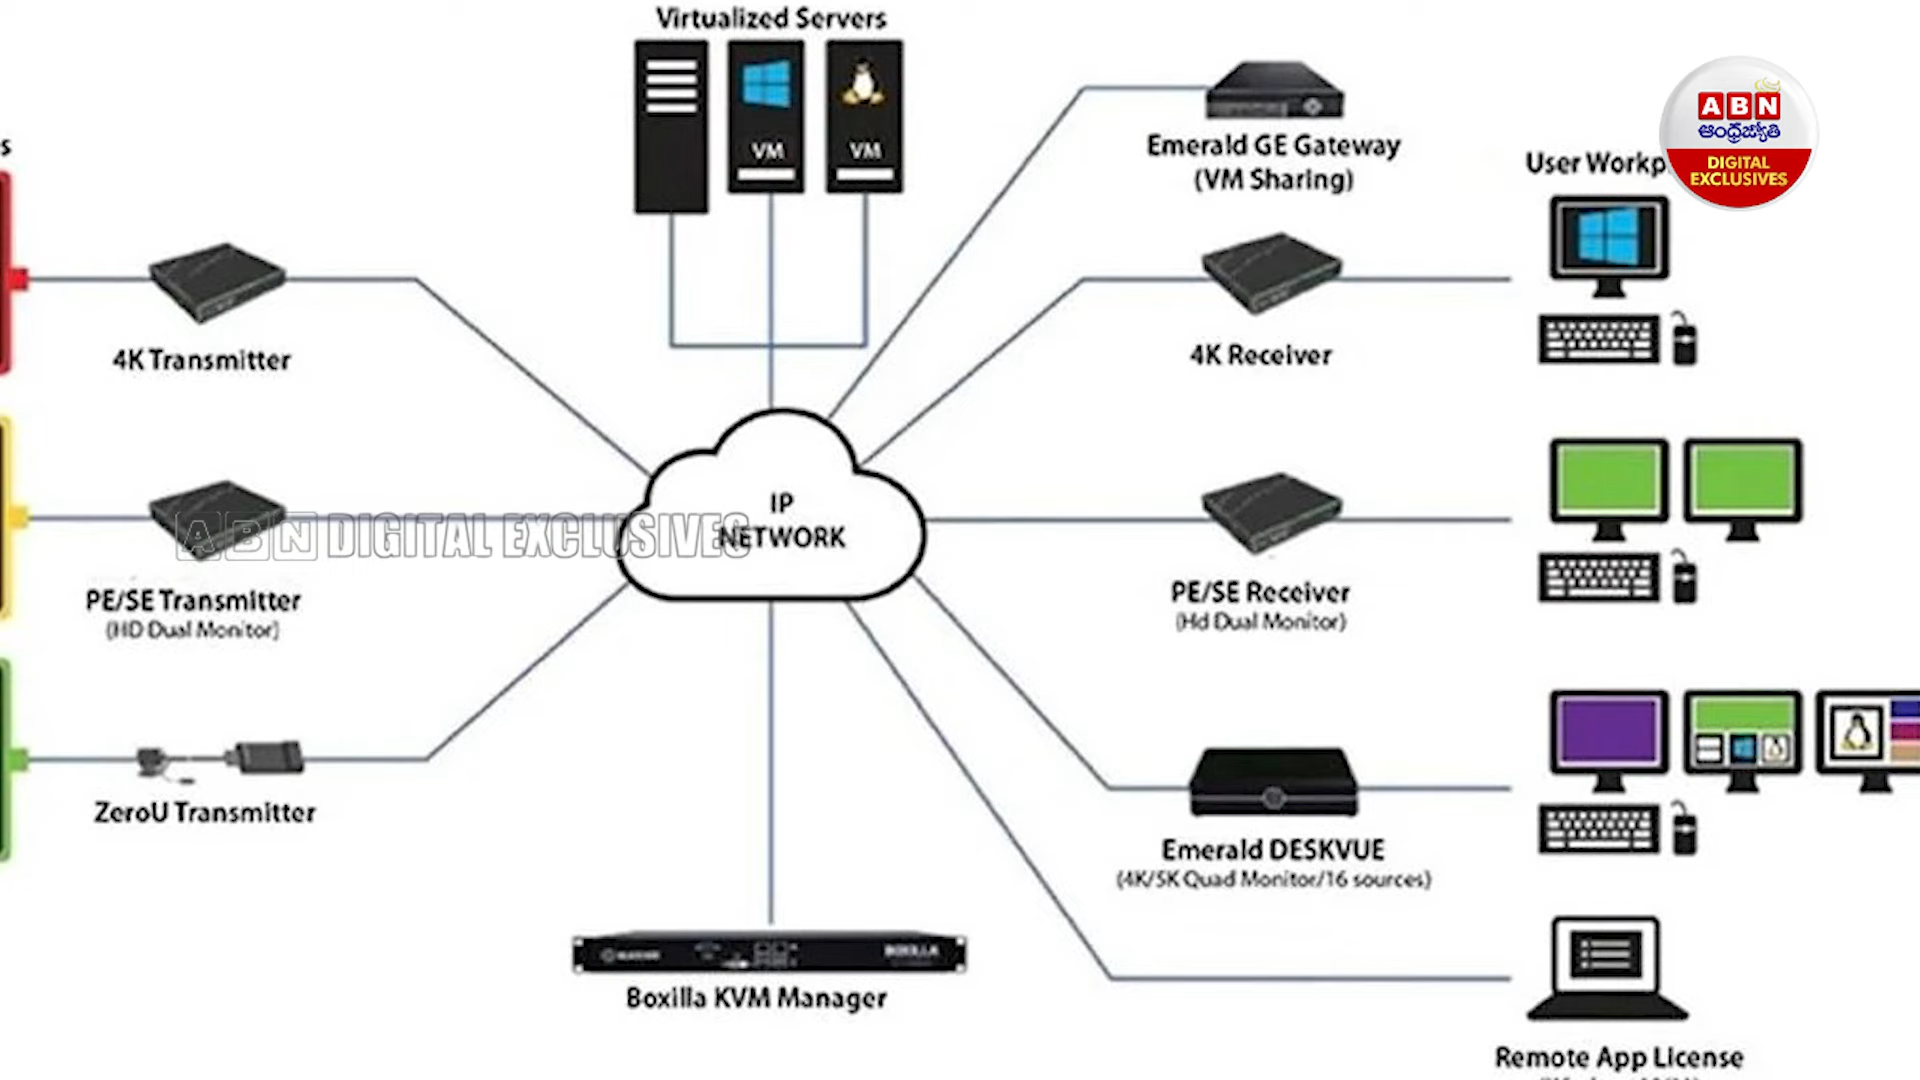 Virtualized Servers
VM
VM
Emerald GE Gateway
(VM Sharing)
ABN
ఆంధ్రజ్యోతి
DIGITAL
EXCLUSIVES
User
4K Transmitter
4K Receiver
IP
NETWORK
ABN DIGITAL EXCLUSIVES
PE/SE Transmitter
(HD Dual Monitor)
PE/SE Receiver
(Hd Dual Monitor)
ZeroU Transmitter
Emerald DESKVUE
(4K/5K Quad Monitor/16 sources)
BOXILLA
Boxilla KVM Manager
Remote App License